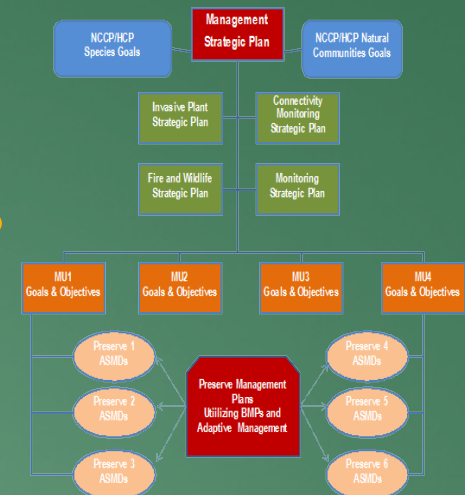 Management
Strategic Plan
NCCP/HCP
Species Goals
NCCP/HCP Natural
Communities Goals
Invasive Plant
Strategic Plan
Connectivity
Monitoring
Strategic Plan
Fire and Wildlife
Strategic Plan
Monitoring
Strategic Plan
MU1
Goals & Objectives
MU2
Goals & Objectives
MU3
Goals & Objectives
MU4
Goals & Objectives
Preserve 1
ASMDs
Preserve 2
ASMDs
Preserve 3
ASMDs
Preserve Management
Plans
Utilizing BMPs and
Adaptive Management
Preserve 4
ASMDs
Preserve 5
ASMDs
Preserve 6
ASMDs